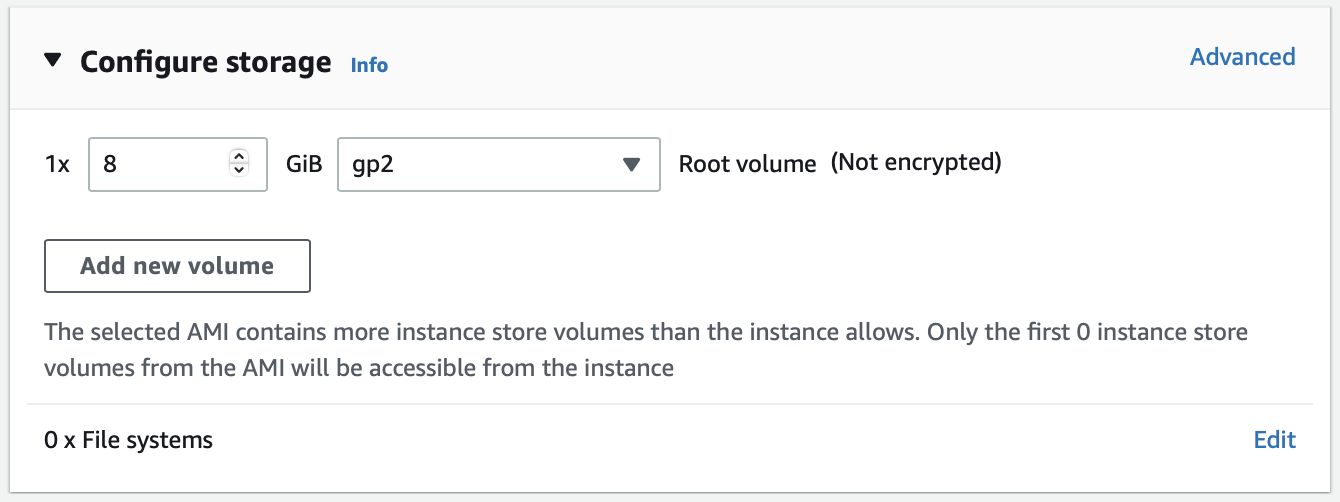 Configure storage Info Advanced
1x 8 GiB gp2 Root volume (Not encrypted)
Add new volume
The selected AMI contains more instance store volumes than the instance allows. Only the first 0 instance store
volumes from the AMI will be accessible from the instance
0 x File systems Edit